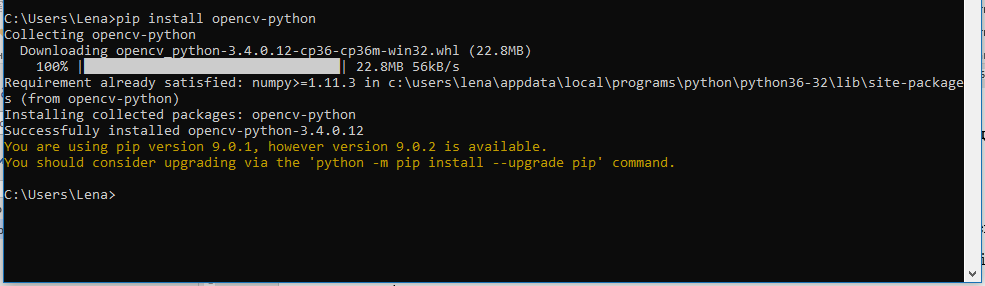 C:\Users\Lena>pip install opencv-python
Collecting opencv-python
  Downloading opencv_python-3.4.0.12-cp36-cp36m-win32.whl (22.8MB)
    100% || 22.8MB 56kB/s
Requirement already satisfied: numpy>=1.11.3 in c:\users\lena\appdata\local\programs\python\python36-32\lib\site-package
s (from opencv-python)
Installing collected packages: opencv-python
Successfully installed opencv-python-3.4.0.12
You are using pip version 9.0.1, however version 9.0.2 is available.
You should consider upgrading via the 'python -m pip install --upgrade pip' command.
C:\Users\Lena>